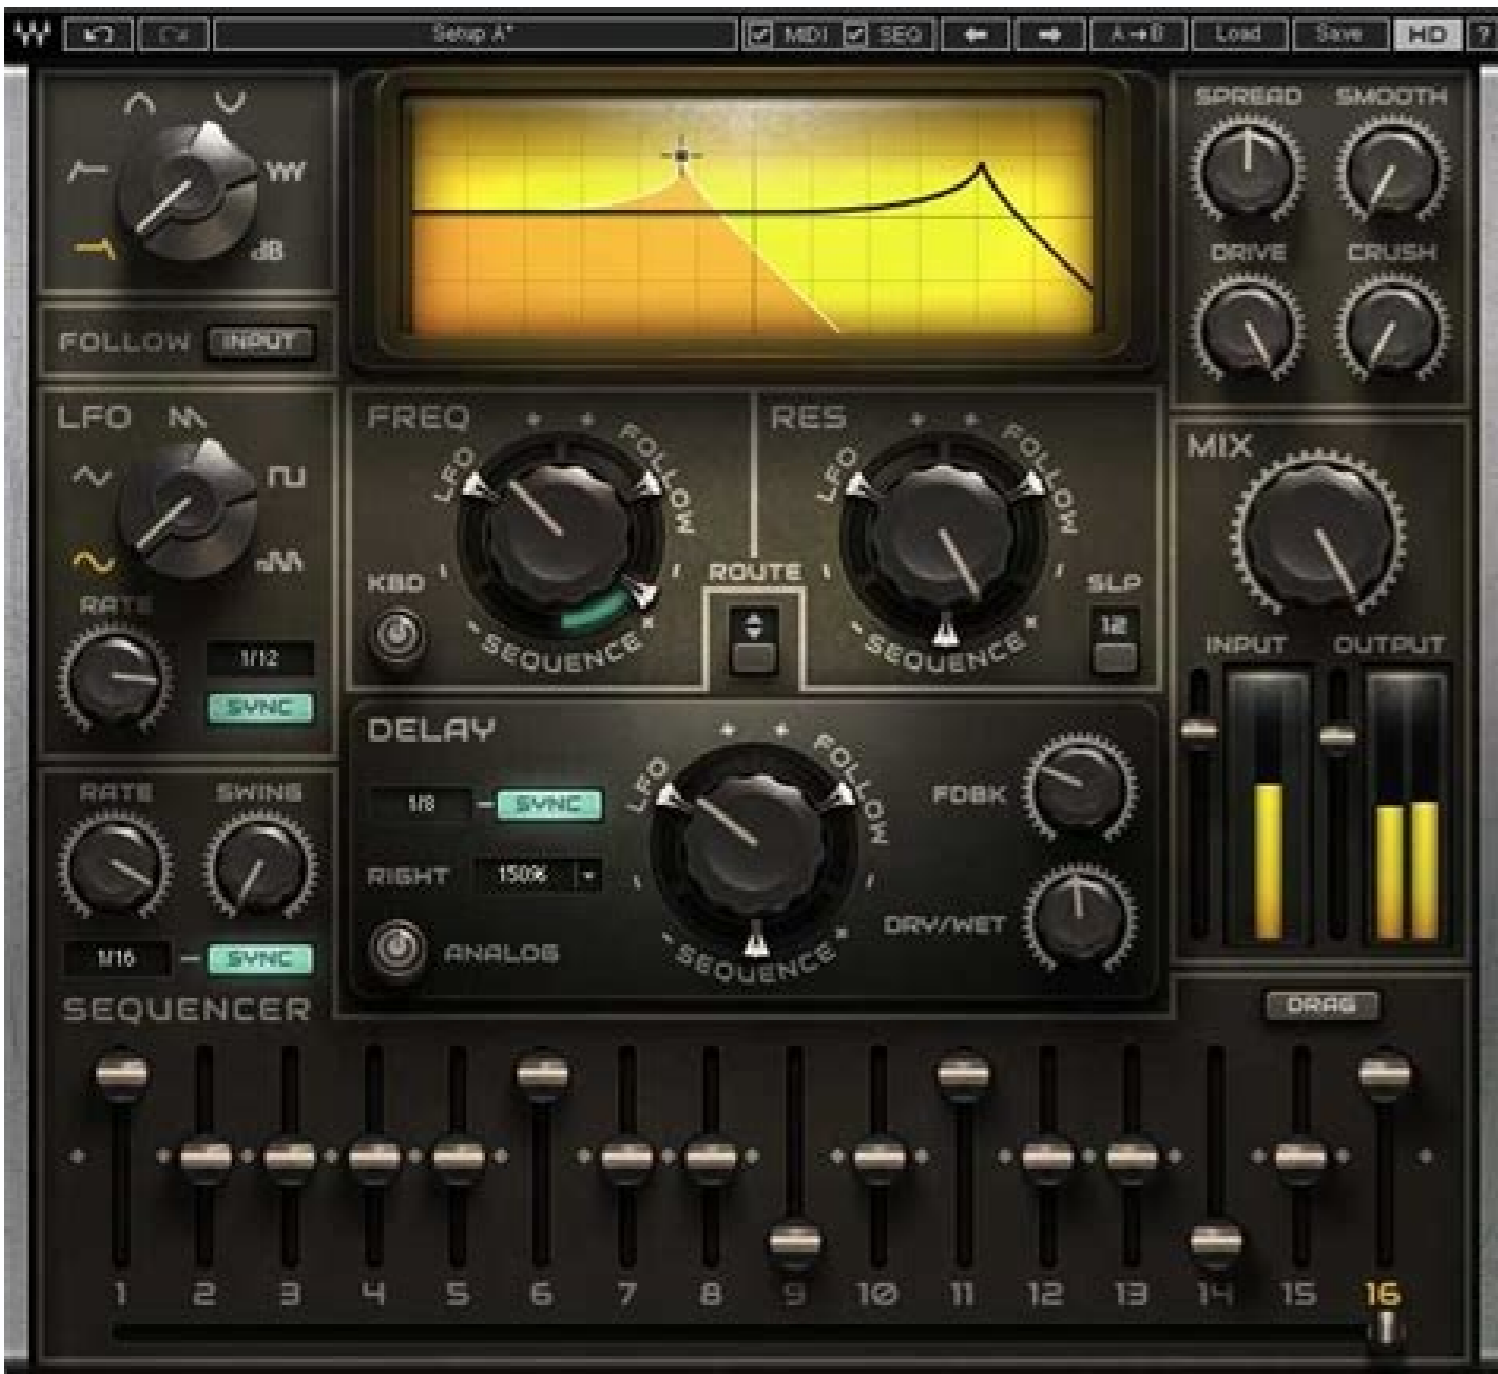 Setup A* MIDI SEQ A→B Load Save HD ?
SPREAD SMOOTH
dB
DRIVE CRUSH
FOLLOW INPUT
LFO
FREQ
LFO
FOLLOW
SEQUENCE
RES
LFO
FOLLOW
SEQUENCE
MIX
KBD
ROUTE
SLP
12
RATE
1/12
SYNC
INPUT OUTPUT
DELAY
LFO
FOLLOW
SEQUENCE
1/8 SYNC
FDBK
RIGHT 150%
DRY/WET
ANALOG
RATE SWING
1/16 SYNC
SEQUENCER
DRAG
1 2 3 4 5 6 7 8 9 10 11 12 13 14 15 16